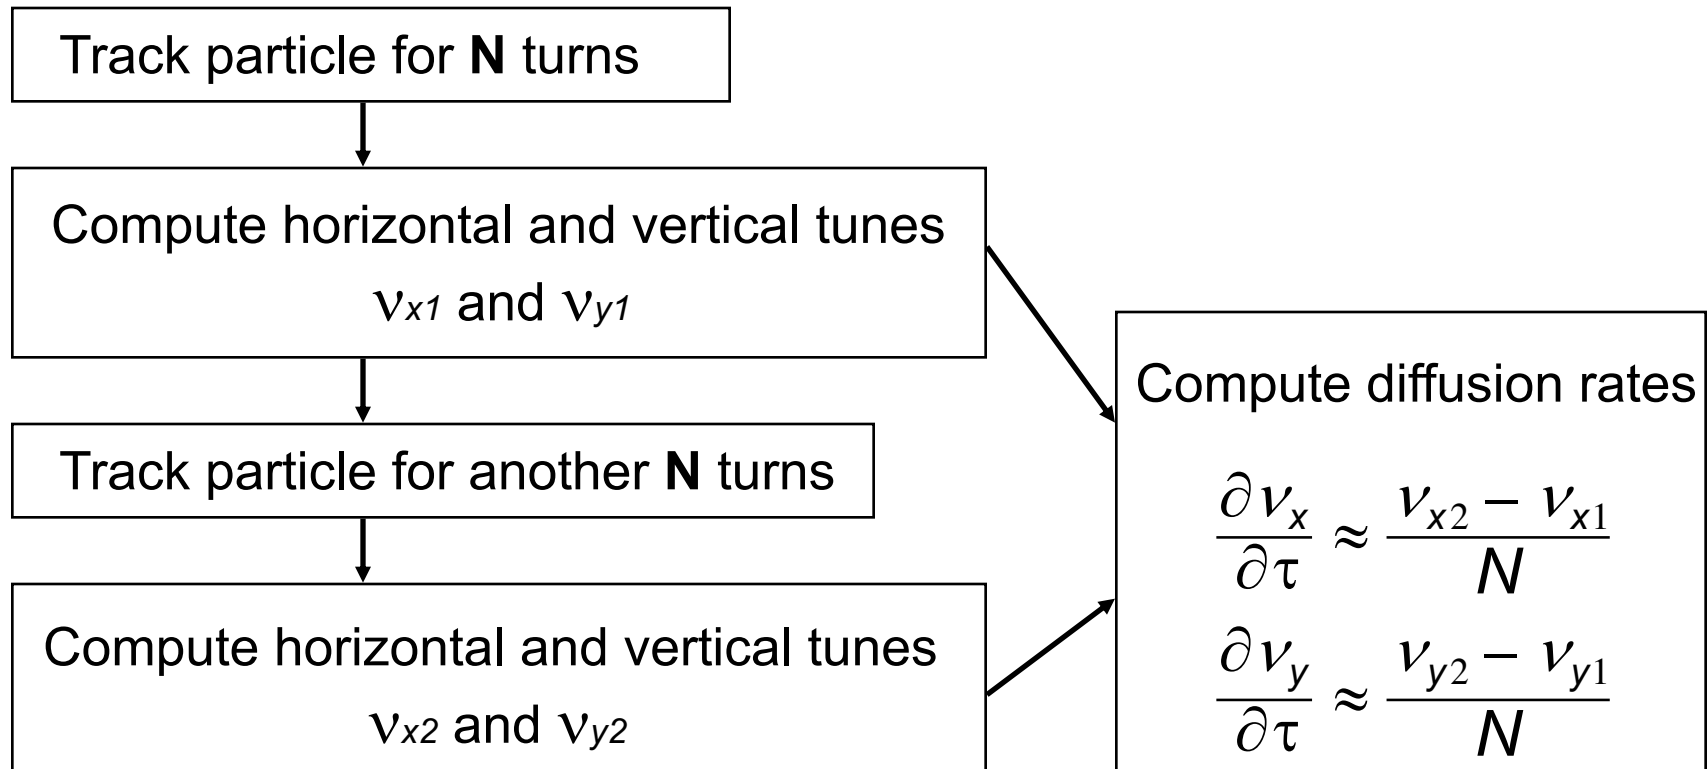 Track particle for N turns
Compute horizontal and vertical tunes
νx1 and νy1
Track particle for another N turns
Compute horizontal and vertical tunes
νx2 and νy2
Compute diffusion rates
∂νx/∂τ ≈ (νx2 − νx1)/N
∂νy/∂τ ≈ (νy2 − νy1)/N